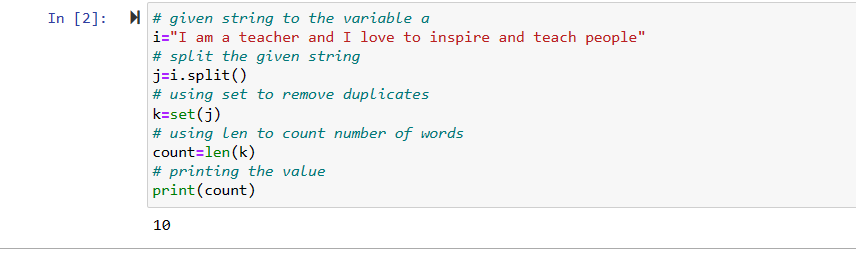 In [2]:
# given string to the variable a
i="I am a teacher and I love to inspire and teach people"
# split the given string
j=i.split()
# using set to remove duplicates
k=set(j)
# using len to count number of words
count=len(k)
# printing the value
print(count)
10